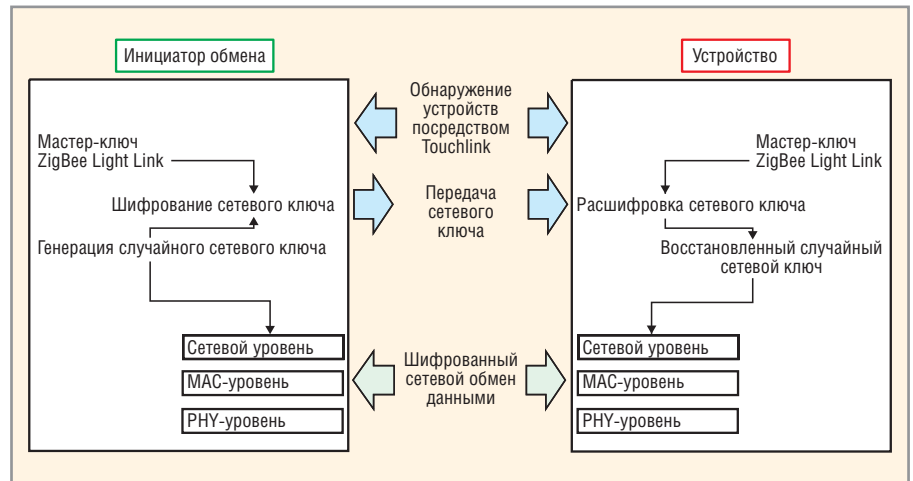 Инициатор обмена
Устройство
Обнаружение
устройств
посредством
Touchlink
Мастер-ключ
ZigBee Light Link
Мастер-ключ
ZigBee Light Link
Шифрование сетевого ключа
Передача
сетевого
ключа
Расшифровка сетевого ключа
Генерация случайного сетевого ключа
Восстановленный случайный
сетевой ключ
Сетевой уровень
MAC-уровень
PHY-уровень
Шифрованный
сетевой обмен
данными
Сетевой уровень
MAC-уровень
PHY-уровень